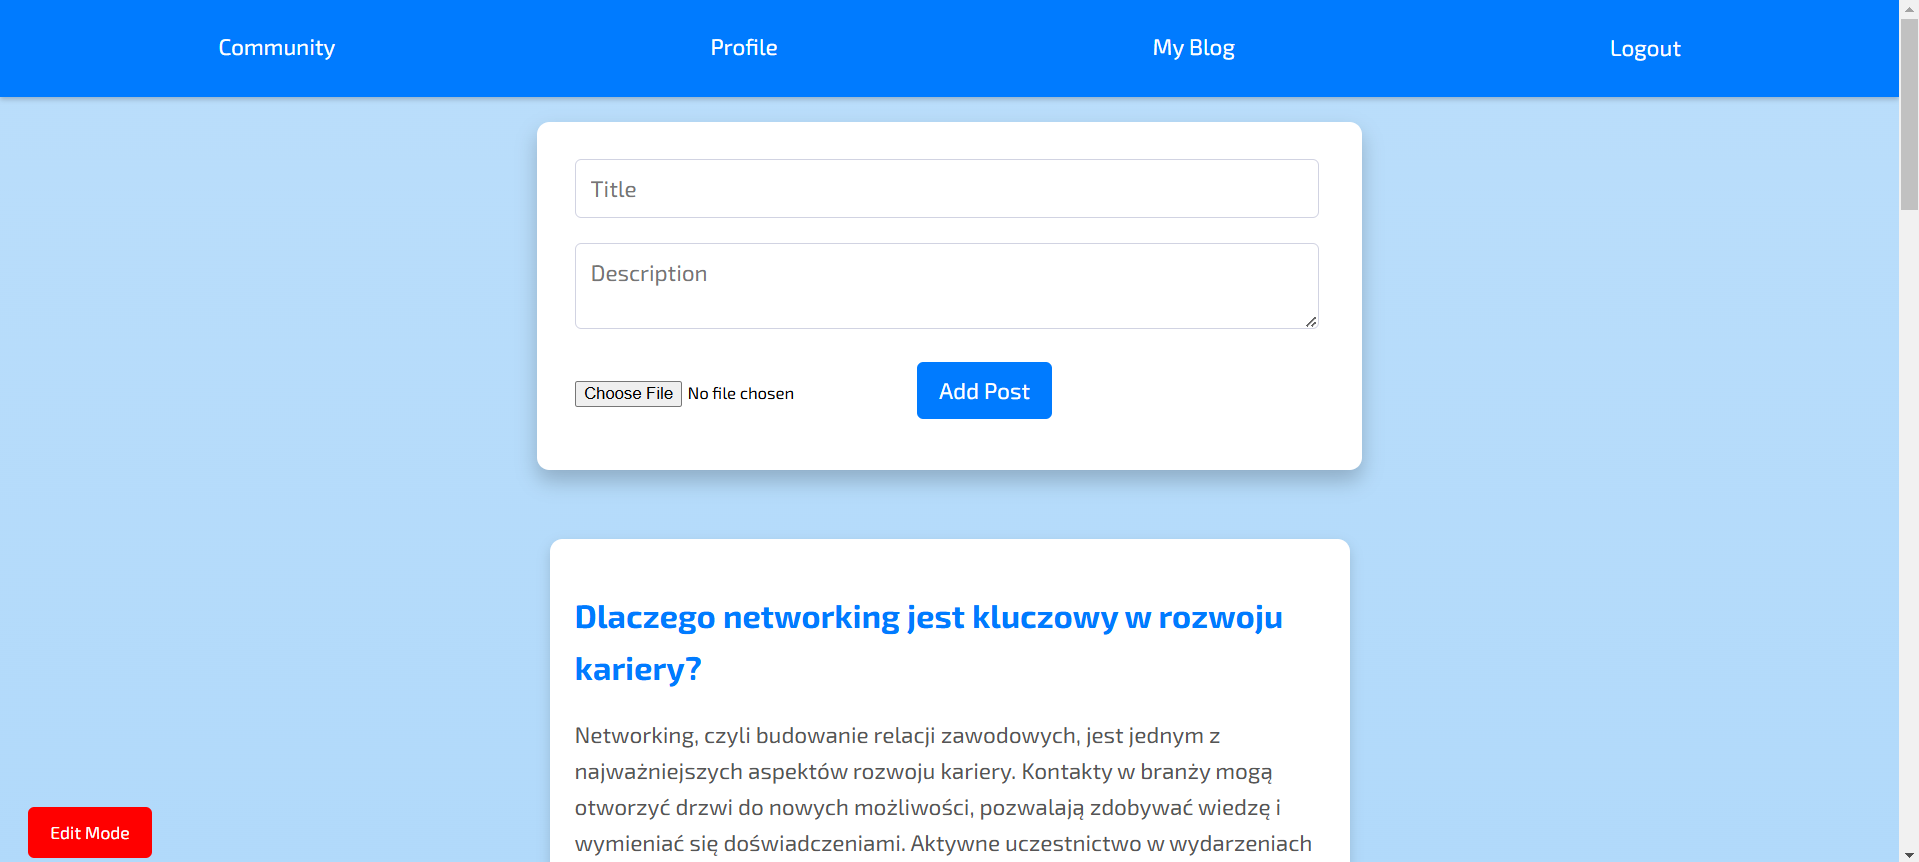 Community Profile My Blog Logout
Title
Description
Choose File No file chosen Add Post
Dlaczego networking jest kluczowy w rozwoju
kariery?
Networking, czyli budowanie relacji zawodowych, jest jednym z
najważniejszych aspektów rozwoju kariery. Kontakty w branży mogą
otworzyć drzwi do nowych możliwości, pozwalają zdobywać wiedzę i
wymieniać się doświadczeniami. Aktywne uczestnictwo w wydarzeniach
Edit Mode